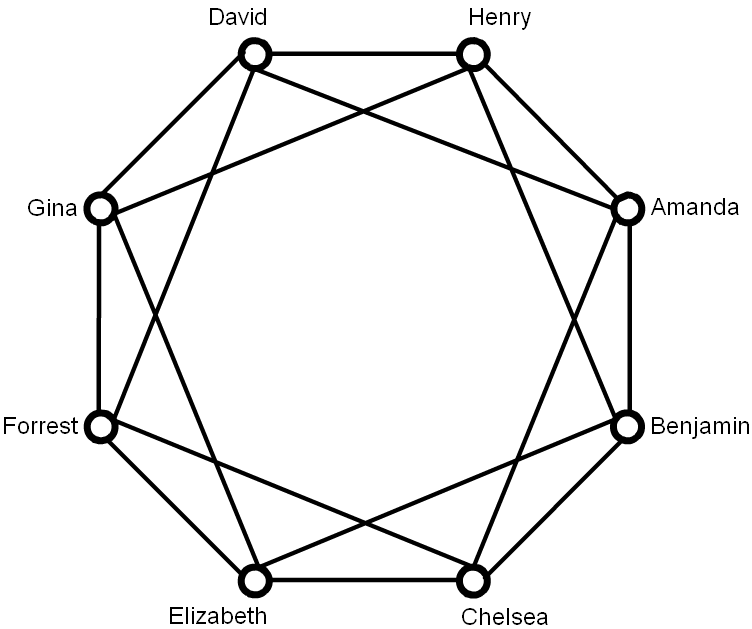 David
Henry
Gina
Amanda
Forrest
Benjamin
Elizabeth
Chelsea